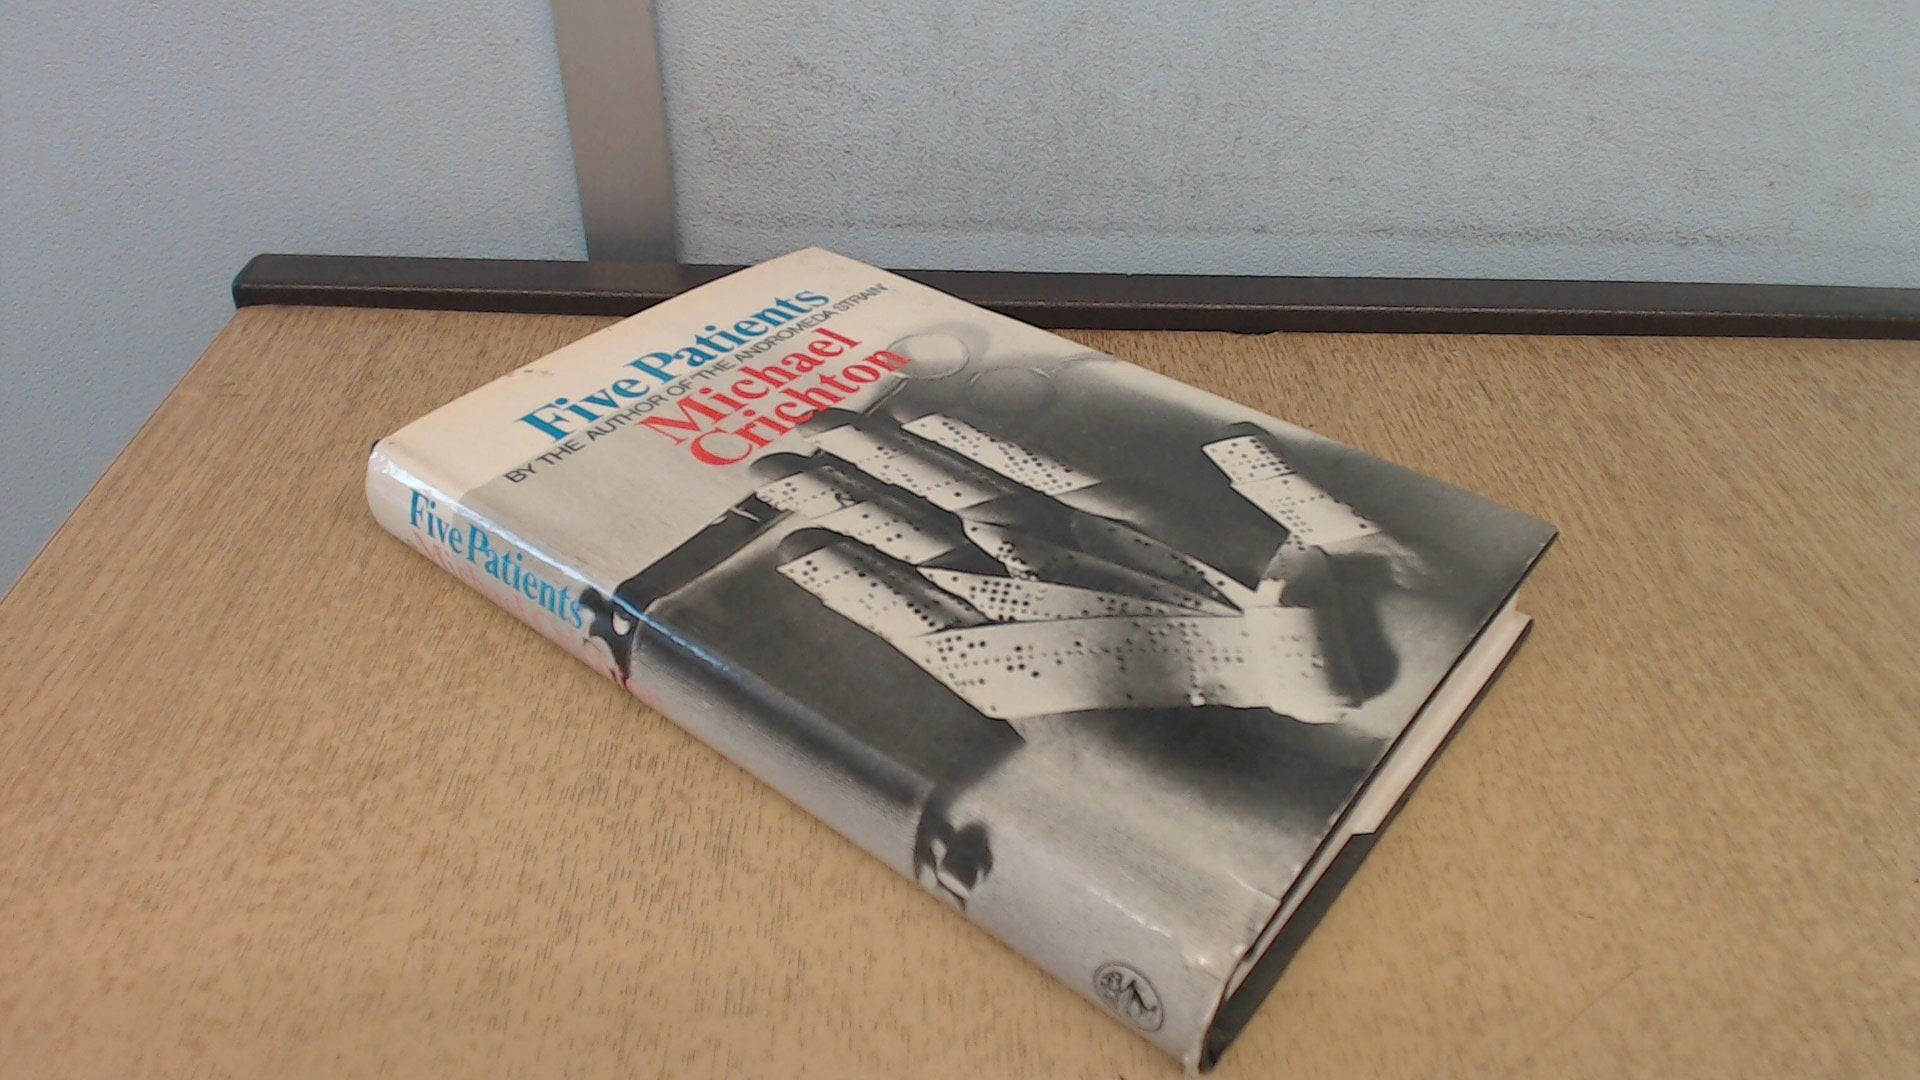 Five Patients
BY THE AUTHOR OF 'THE ANDROMEDA STRAIN'
Michael
Crichton
Five Patients